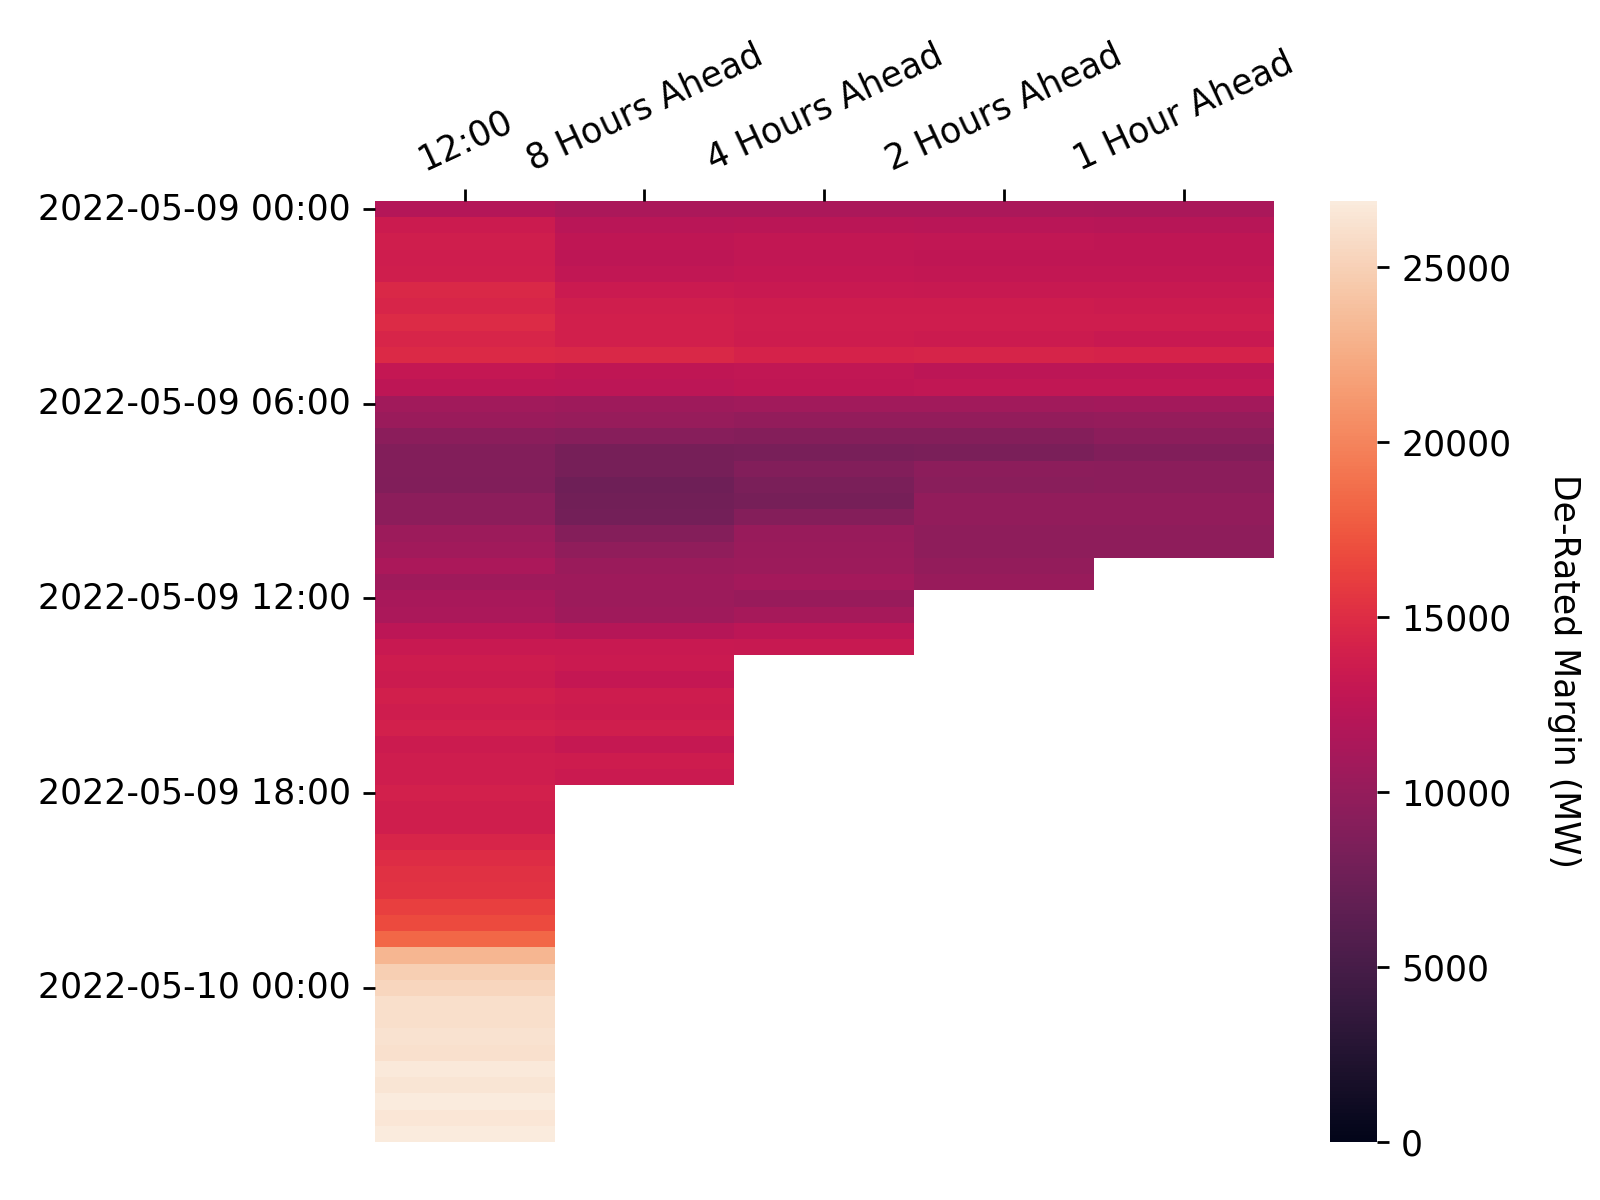 12:00
8 Hours Ahead
4 Hours Ahead
2 Hours Ahead
1 Hour Ahead
2022-05-09 00:00
2022-05-09 06:00
2022-05-09 12:00
2022-05-09 18:00
2022-05-10 00:00
25000
20000
15000
10000
5000
0
De-Rated Margin (MW)